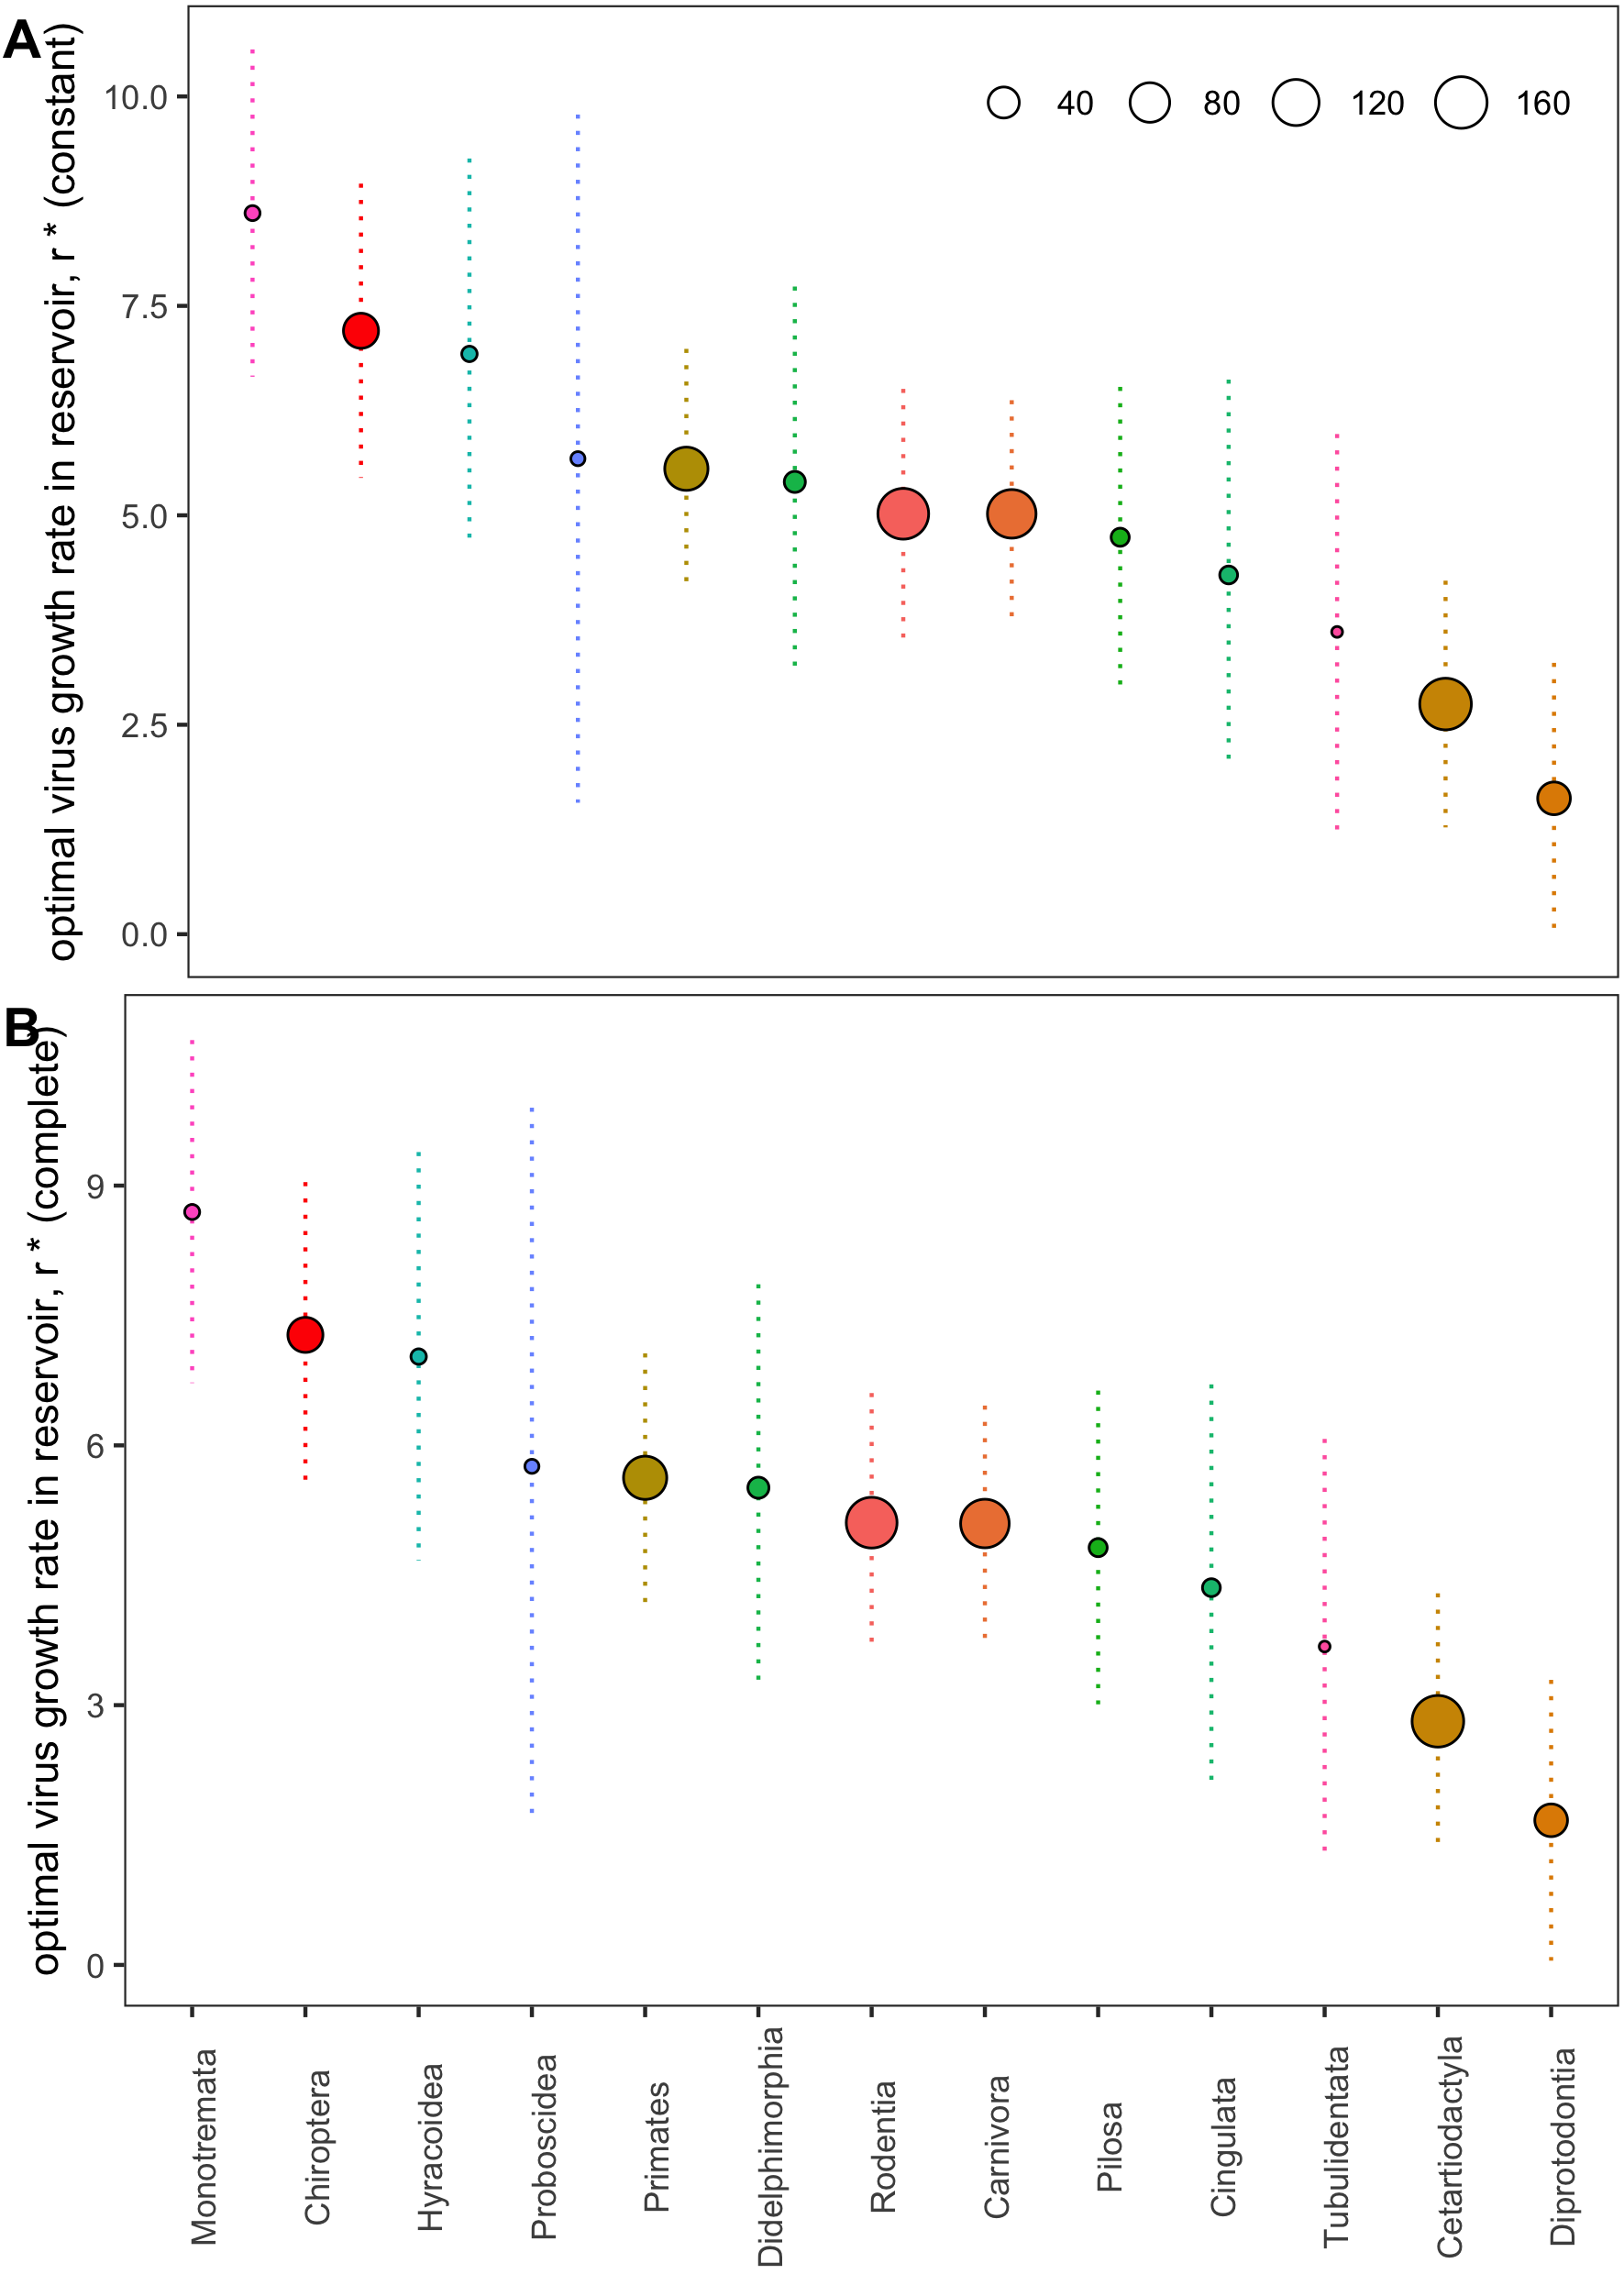 A
optimal virus growth rate in reservoir, r * (constant)
10.0
7.5
5.0
2.5
0.0
40 80 120 160
B
optimal virus growth rate in reservoir, r * (complete)
9
6
3
0
Monotremata
Chiroptera
Hyracoidea
Proboscidea
Primates
Didelphimorphia
Rodentia
Carnivora
Pilosa
Cingulata
Tubulidentata
Cetartiodactyla
Diprotodontia